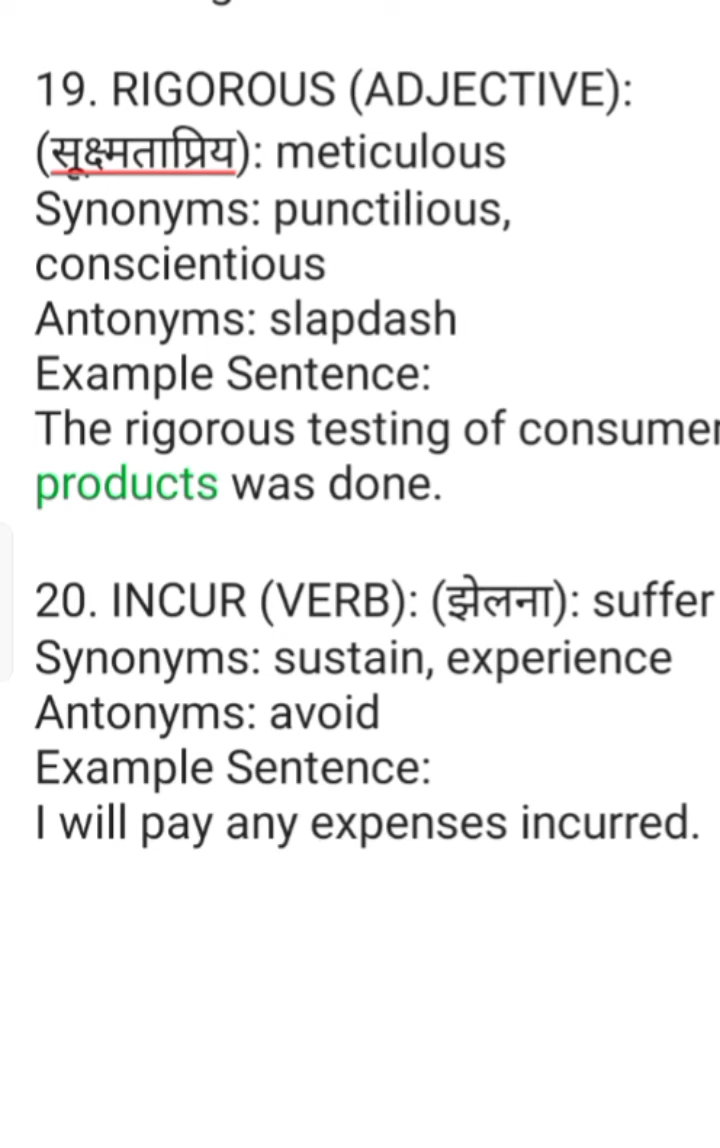 19. RIGOROUS (ADJECTIVE):
(सूक्ष्मताप्रिय): meticulous
Synonyms: punctilious,
conscientious
Antonyms: slapdash
Example Sentence:
The rigorous testing of consumer
products was done.
20. INCUR (VERB): (झेलना): suffer
Synonyms: sustain, experience
Antonyms: avoid
Example Sentence:
I will pay any expenses incurred.